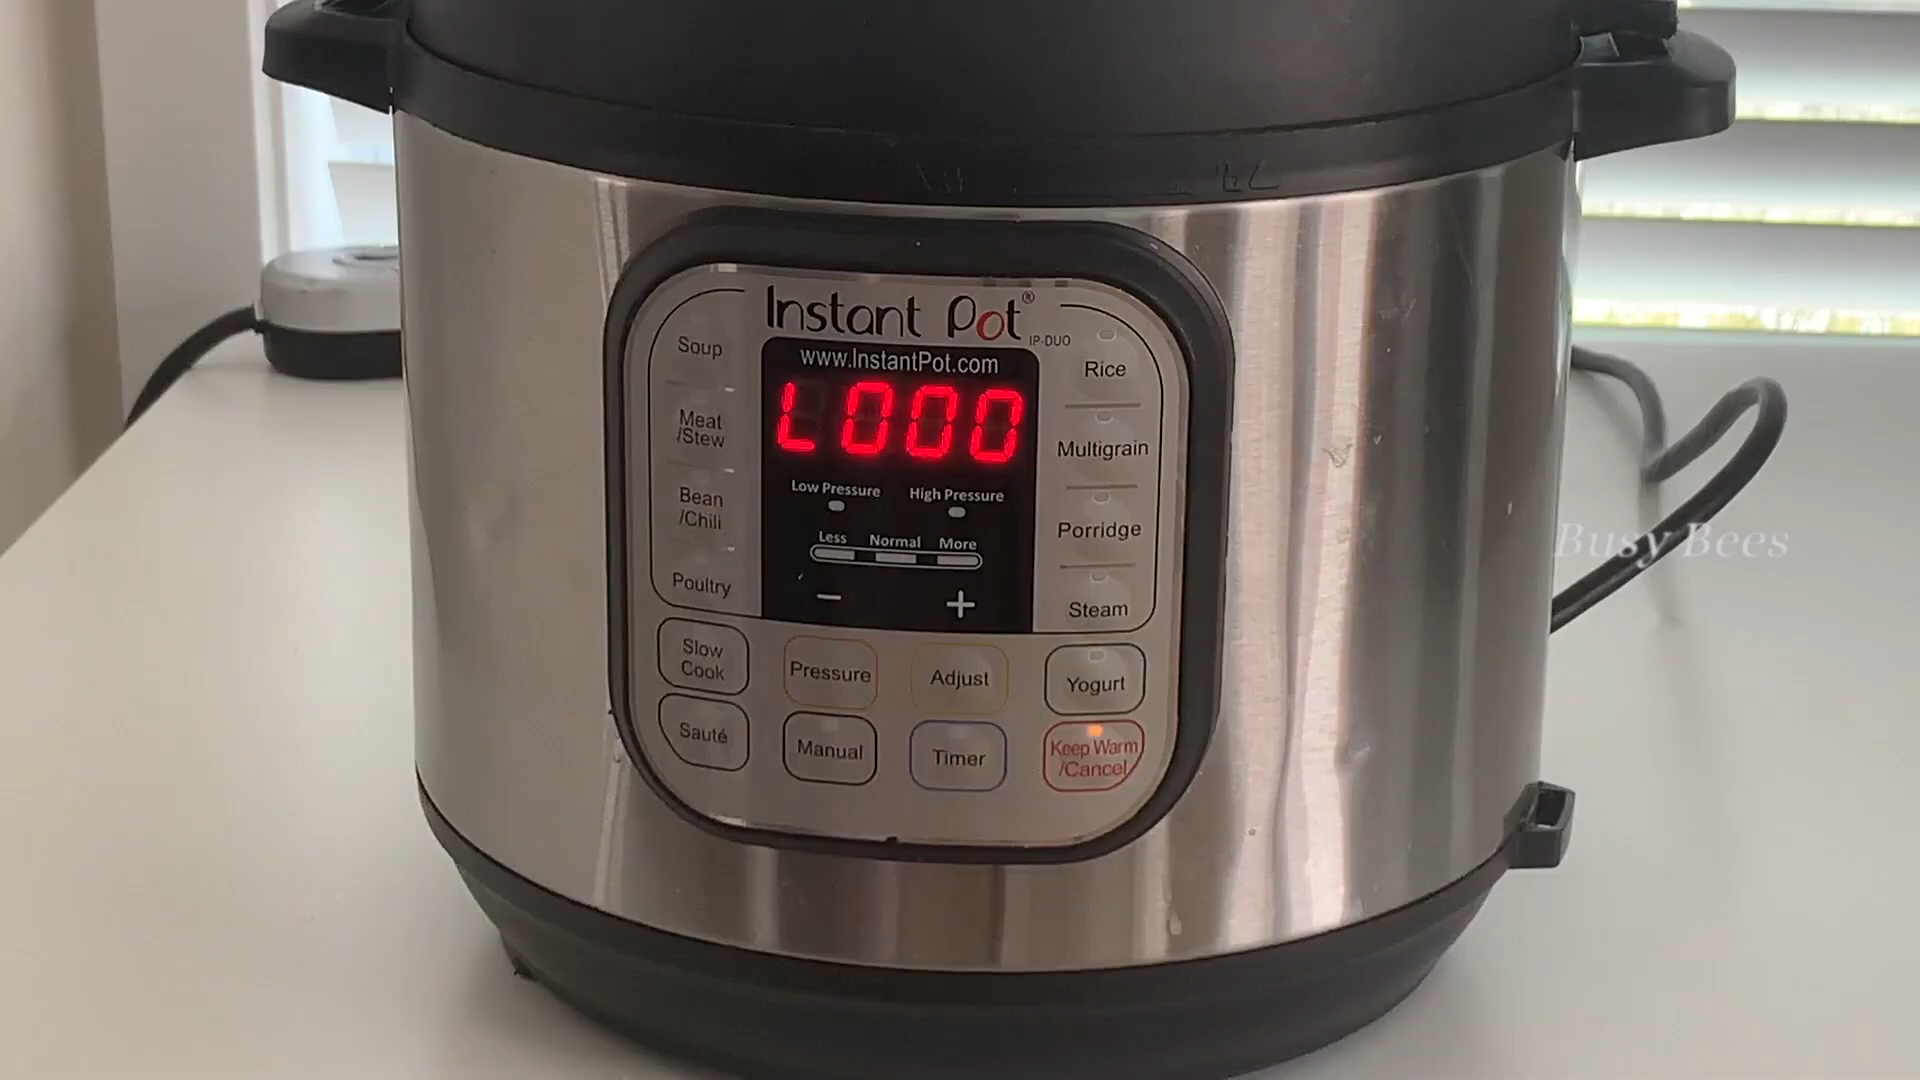 Instant Pot®
IP-DUO
www.InstantPot.com
L000
Low Pressure
High Pressure
Less
Normal
More
−
+
Soup
Meat
/Stew
Bean
/Chili
Poultry
Rice
Multigrain
Porridge
Steam
Slow
Cook
Pressure
Adjust
Yogurt
Sauté
Manual
Timer
Keep Warm
/Cancel
Busy Bees